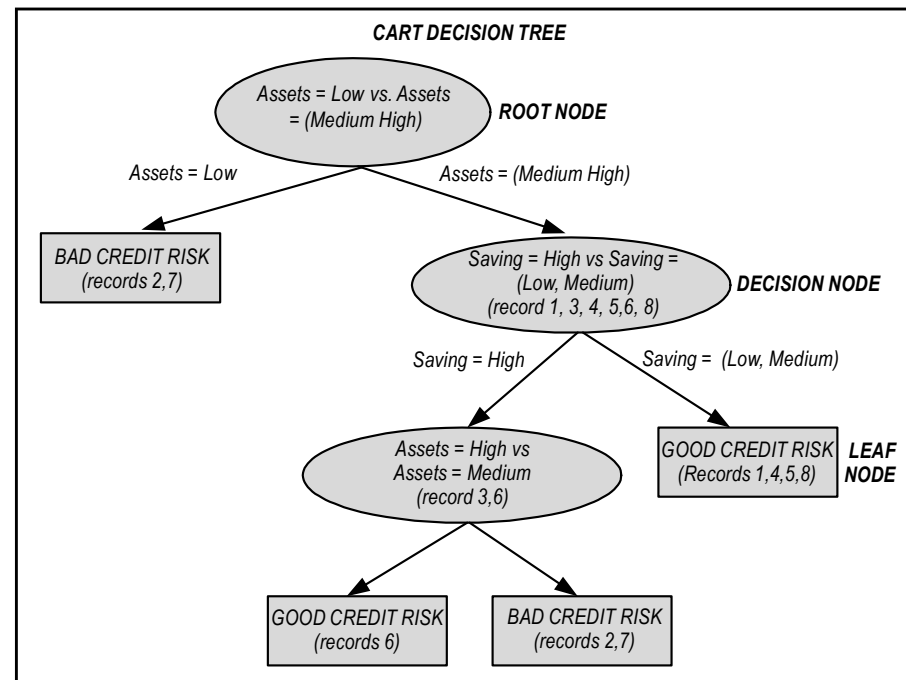 CART DECISION TREE
Assets = Low vs. Assets
= (Medium High)
ROOT NODE
Assets = Low
Assets = (Medium High)
BAD CREDIT RISK
(records 2,7)
Saving = High vs Saving =
(Low, Medium)
(record 1, 3, 4, 5,6, 8)
DECISION NODE
Saving = High
Saving =  (Low, Medium)
Assets = High vs
Assets = Medium
(record 3,6)
GOOD CREDIT RISK
(Records 1,4,5,8)
LEAF
NODE
GOOD CREDIT RISK
(records 6)
BAD CREDIT RISK
(records 2,7)